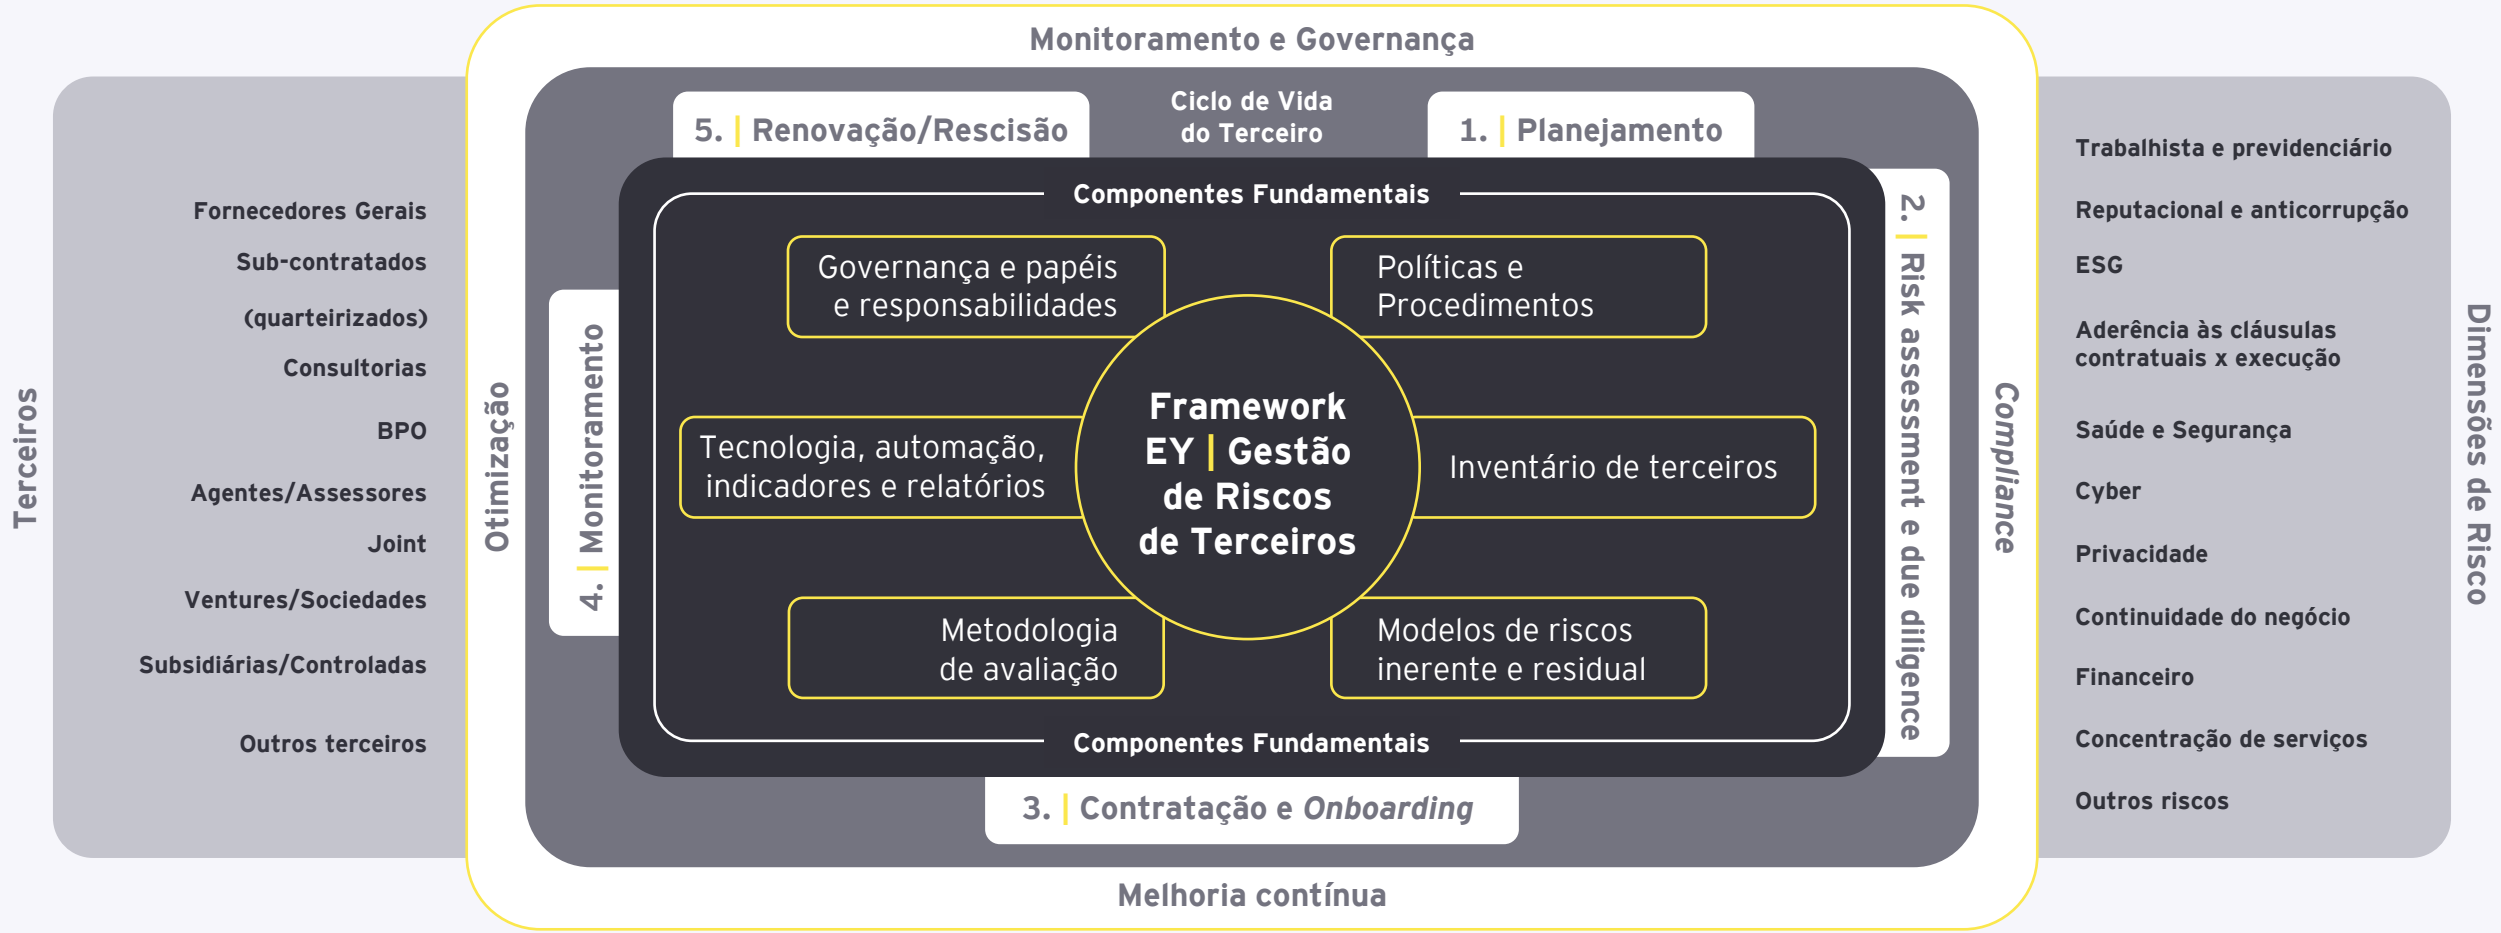 Terceiros
Fornecedores Gerais
Sub-contratados
(quarteirizados)
Consultorias
BPO
Agentes/Assessores
Joint
Ventures/Sociedades
Subsidiárias/Controladas
Outros terceiros
Monitoramento e Governança
Otimização
Compliance
Melhoria contínua
Ciclo de Vida
do Terceiro
1. | Planejamento
2. | Risk assessment e due diligence
3. | Contratação e Onboarding
4. | Monitoramento
5. | Renovação/Rescisão
Componentes Fundamentais
Governança e papéis
e responsabilidades
Políticas e
Procedimentos
Tecnologia, automação,
indicadores e relatórios
Framework
EY | Gestão
de Riscos
de Terceiros
Inventário de terceiros
Metodologia
de avaliação
Modelos de riscos
inerente e residual
Componentes Fundamentais
Trabalhista e previdenciário
Reputacional e anticorrupção
ESG
Aderência às cláusulas
contratuais x execução
Saúde e Segurança
Cyber
Privacidade
Continuidade do negócio
Financeiro
Concentração de serviços
Outros riscos
Dimensões de Risco